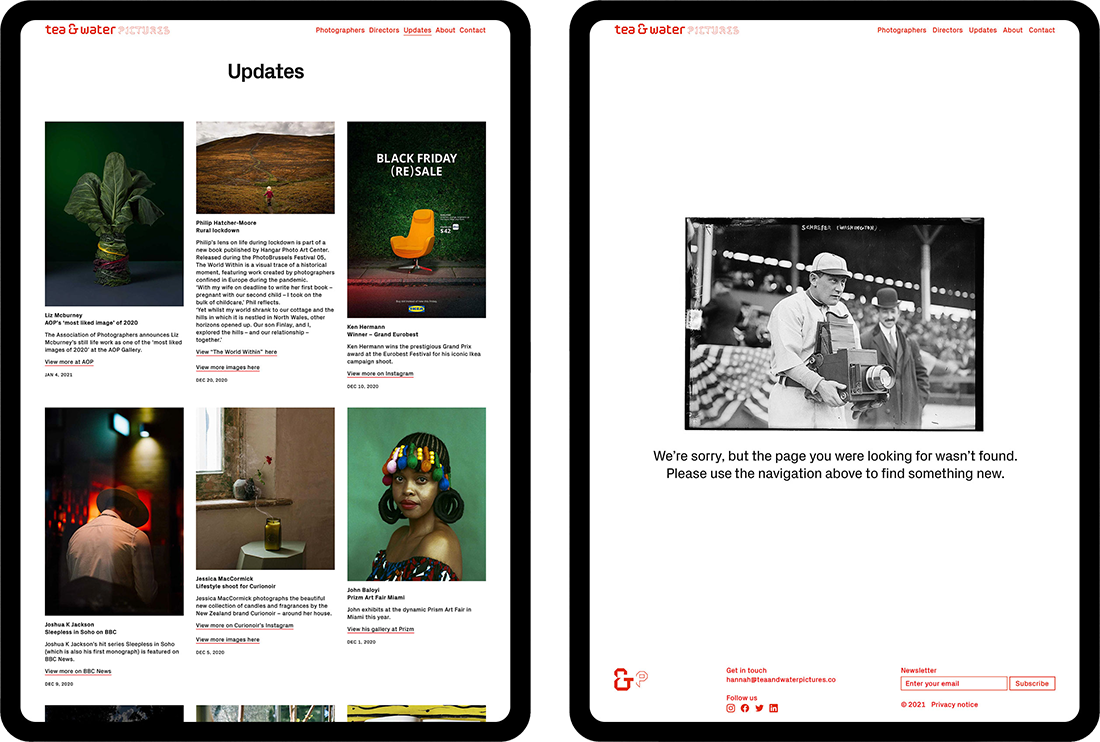 tea & water PICTURES
Photographers Directors Updates About Contact
Updates
Liz Mcburney
AOP's 'most liked image' of 2020
The Association of Photographers announces Liz
Mcburney's still life work as one of the 'most liked
images of 2020' at the AOP Gallery.
View more at AOP
JAN 4, 2021
Philip Hatcher-Moore
Rural lockdown
Philip's lens on life during lockdown is part of a
new book published by Hangar Photo Art Center.
Released during the PhotoBrussels Festival 05,
The World Within is a visual trace of a historical
moment, featuring work created by photographers
confined in Europe during the pandemic.
'With my wife on deadline to write her first book –
pregnant with our second child – I took on the
bulk of childcare,' Phil reflects.
'Yet whilst my world shrank to our cottage and the
hills in which it is nestled in North Wales, other
horizons opened up. Our son Finlay, and I,
explored the hills – and our relationship –
together.'
View "The World Within" here
View more images here
DEC 20, 2020
BLACK FRIDAY
(RE)SALE
$42
IKEA
Ken Hermann
Winner – Grand Eurobest
Ken Hermann wins the prestigious Grand Prix
award at the Eurobest Festival for his iconic Ikea
campaign shoot.
View more on Instagram
DEC 10, 2020
Joshua K Jackson
Sleepless in Soho on BBC
Joshua K Jackson's hit series Sleepless in Soho
(which is also his first monograph) is featured on
BBC News.
View more on BBC News
DEC 9, 2020
Jessica MacCormick
Lifestyle shoot for Curionoir
Jessica MacCormick photographs the beautiful
new collection of candles and fragrances by the
New Zealand brand Curionoir – around her house.
View more on Curionoir's Instagram
View more images here
DEC 5, 2020
John Baloyi
Prizm Art Fair Miami
John exhibits at the dynamic Prism Art Fair in
Miami this year.
View his gallery at Prizm
DEC 1, 2020
tea & water PICTURES
Photographers Directors Updates About Contact
SCHAEFER (WASHINGTON)
We're sorry, but the page you were looking for wasn't found.
Please use the navigation above to find something new.
&P
Get in touch
hannah@teaandwaterpictures.co
Follow us
Newsletter
Enter your email Subscribe
© 2021 Privacy notice